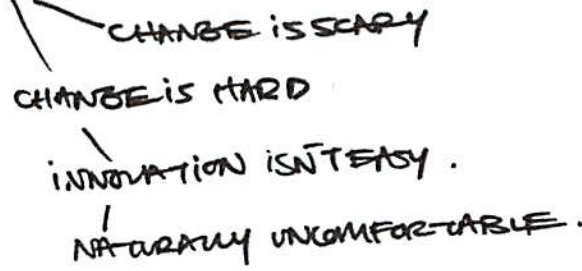 CHANGE is SCARY
CHANGE is HARD
iNNOVATION iSN'T EASY.
NATURALLY UNCOMFORTABLE.